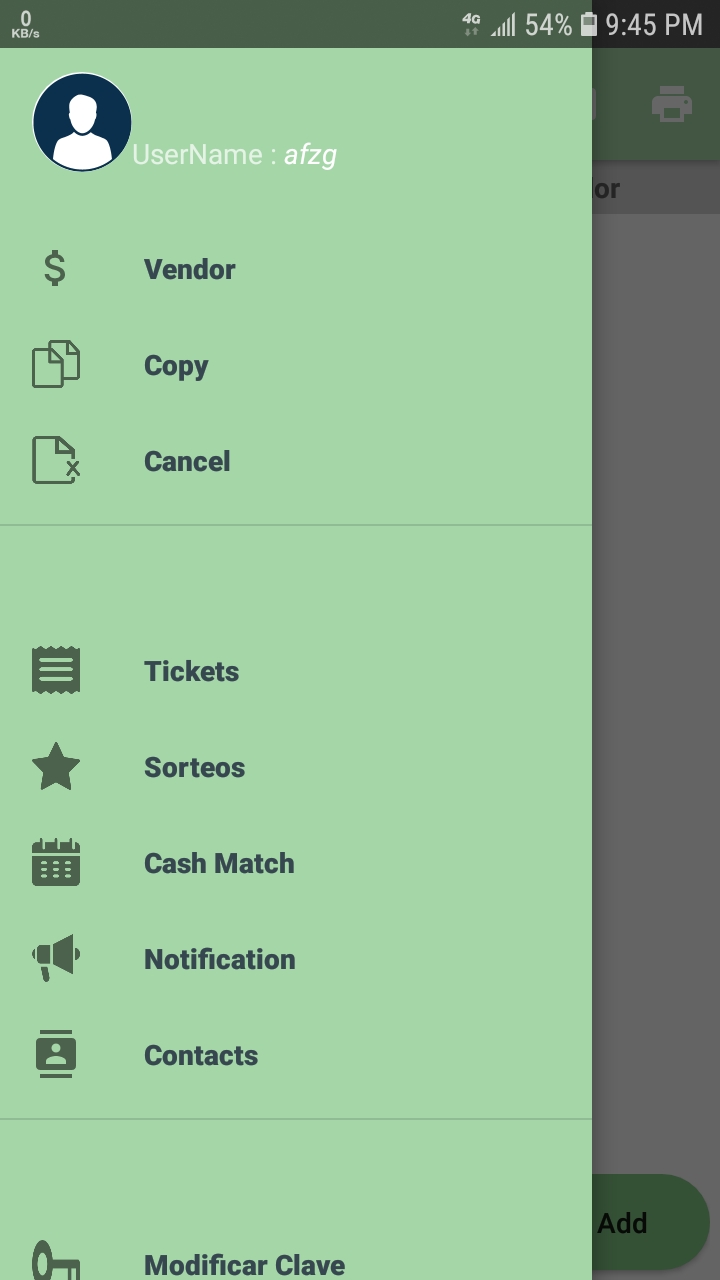 0
KB/s
4G
54%
9:45 PM
UserName : afzg
Vendor
Copy
Cancel
Tickets
Sorteos
Cash Match
Notification
Contacts
Modificar Clave
Add